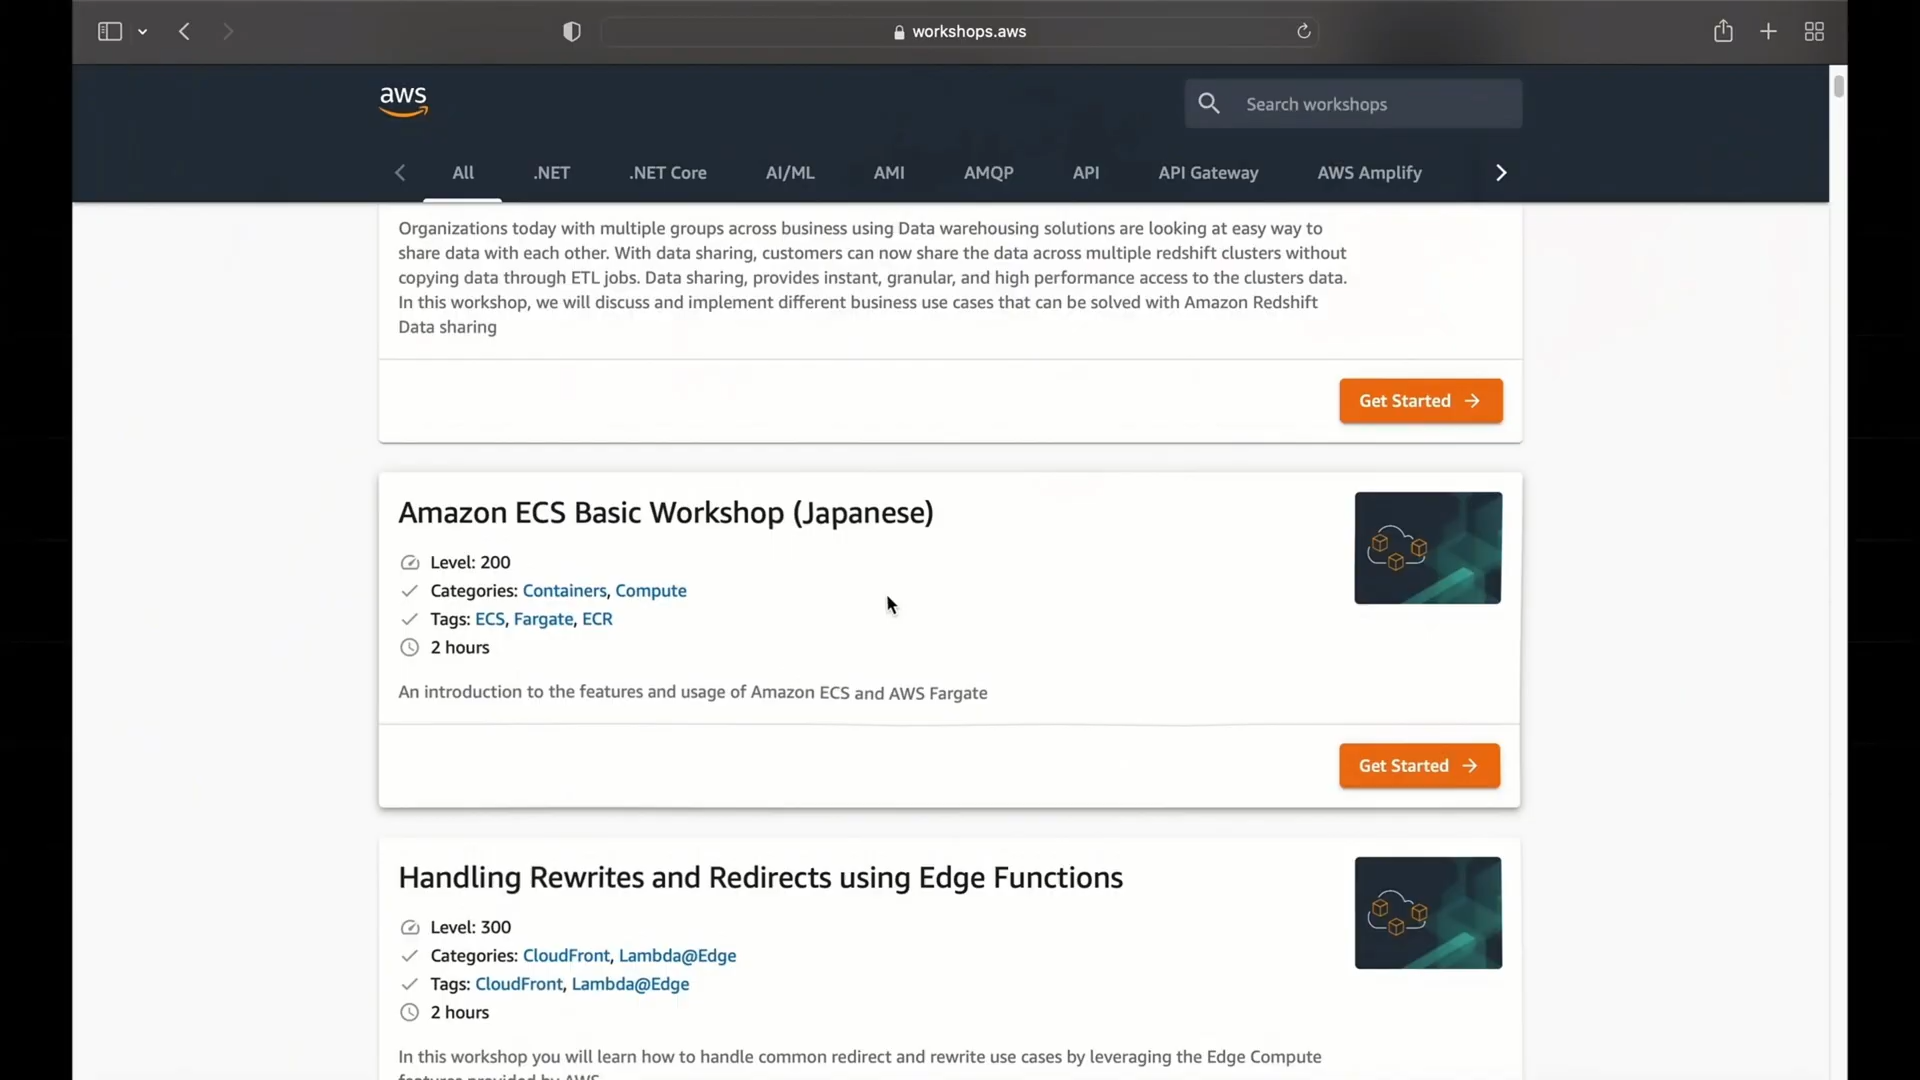 workshops.aws
aws
Search workshops
All .NET .NET Core AI/ML AMI AMQP API API Gateway AWS Amplify
Organizations today with multiple groups across business using Data warehousing solutions are looking at easy way to
share data with each other. With data sharing, customers can now share the data across multiple redshift clusters without
copying data through ETL jobs. Data sharing, provides instant, granular, and high performance access to the clusters data.
In this workshop, we will discuss and implement different business use cases that can be solved with Amazon Redshift
Data sharing
Get Started
Amazon ECS Basic Workshop (Japanese)
Level: 200
Categories: Containers, Compute
Tags: ECS, Fargate, ECR
2 hours
An introduction to the features and usage of Amazon ECS and AWS Fargate
Get Started
Handling Rewrites and Redirects using Edge Functions
Level: 300
Categories: CloudFront, Lambda@Edge
Tags: CloudFront, Lambda@Edge
2 hours
In this workshop you will learn how to handle common redirect and rewrite use cases by leveraging the Edge Compute
features provided by AWS